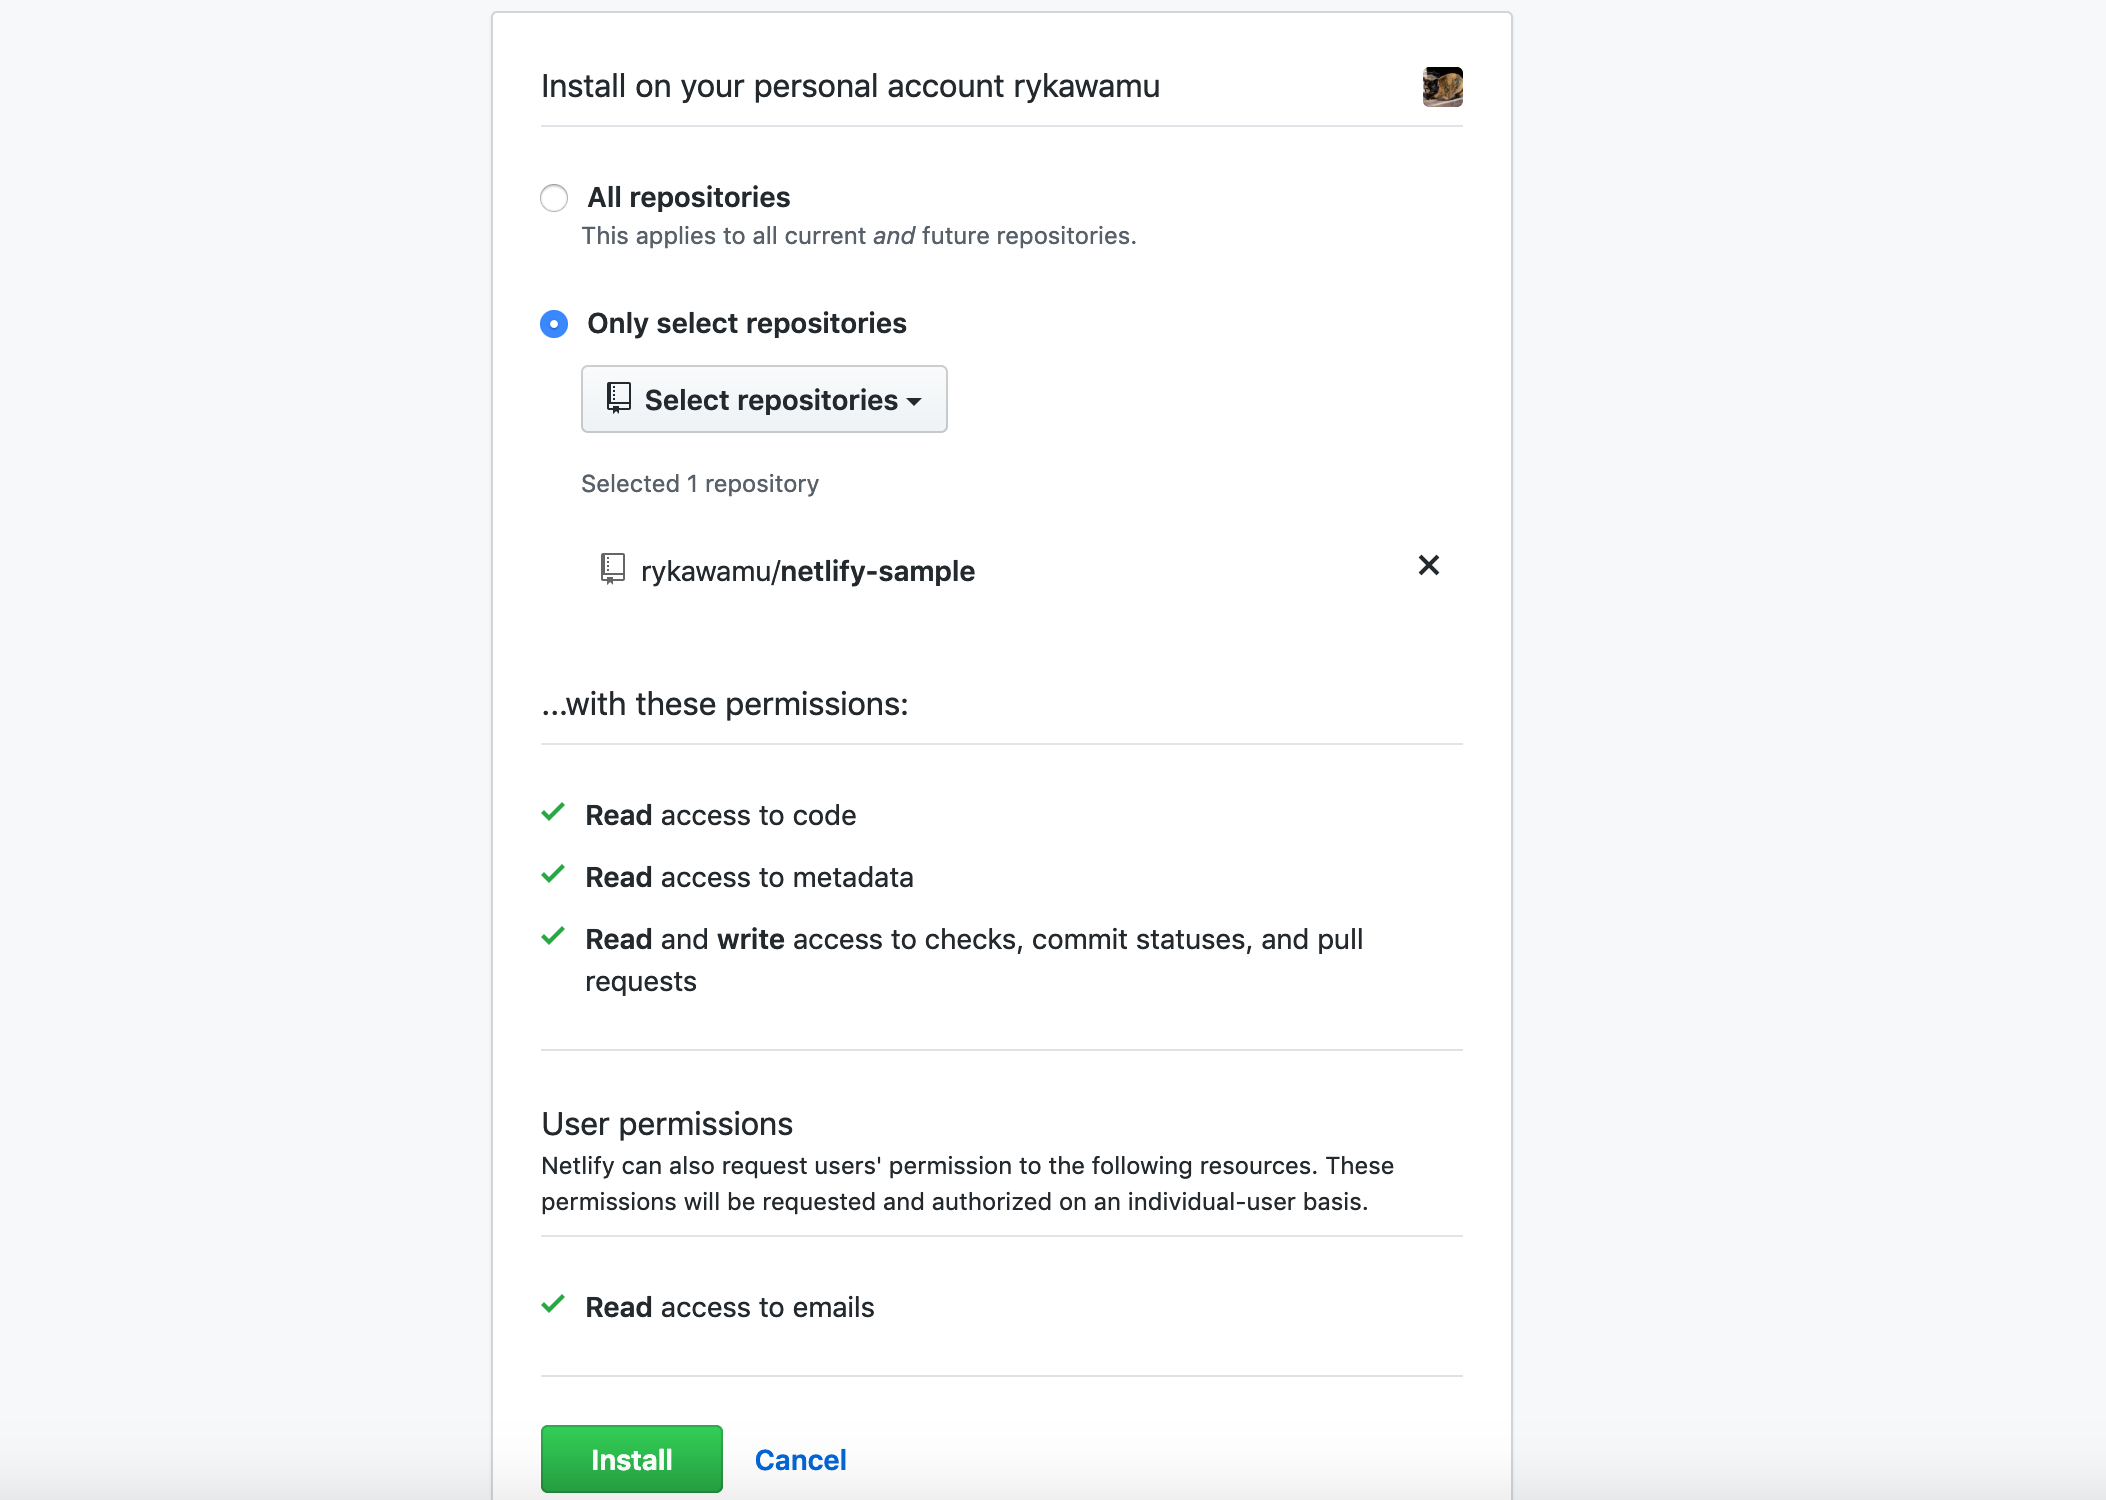 Install on your personal account rykawamu
All repositories
This applies to all current and future repositories.
Only select repositories
Select repositories
Selected 1 repository
rykawamu/netlify-sample
...with these permissions:
Read access to code
Read access to metadata
Read and write access to checks, commit statuses, and pull
requests
User permissions
Netlify can also request users' permission to the following resources. These
permissions will be requested and authorized on an individual-user basis.
Read access to emails
Install Cancel